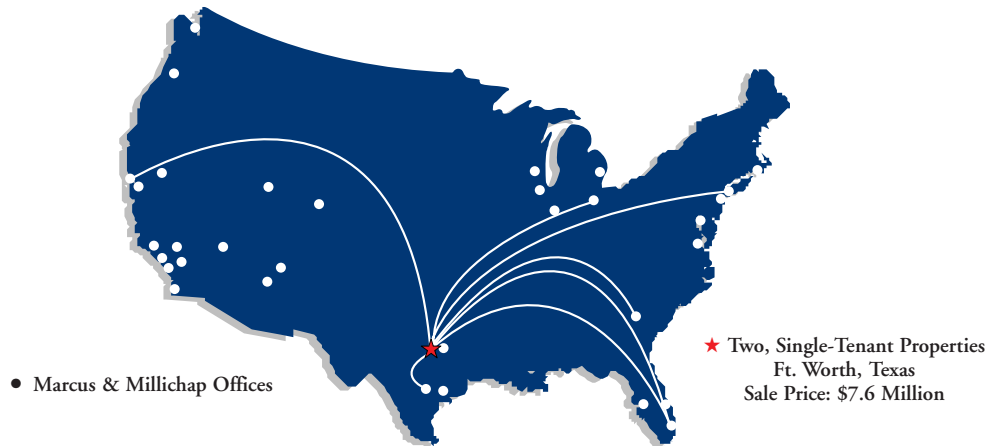 Marcus & Millichap Offices
Two, Single-Tenant Properties
Ft. Worth, Texas
Sale Price: $7.6 Million